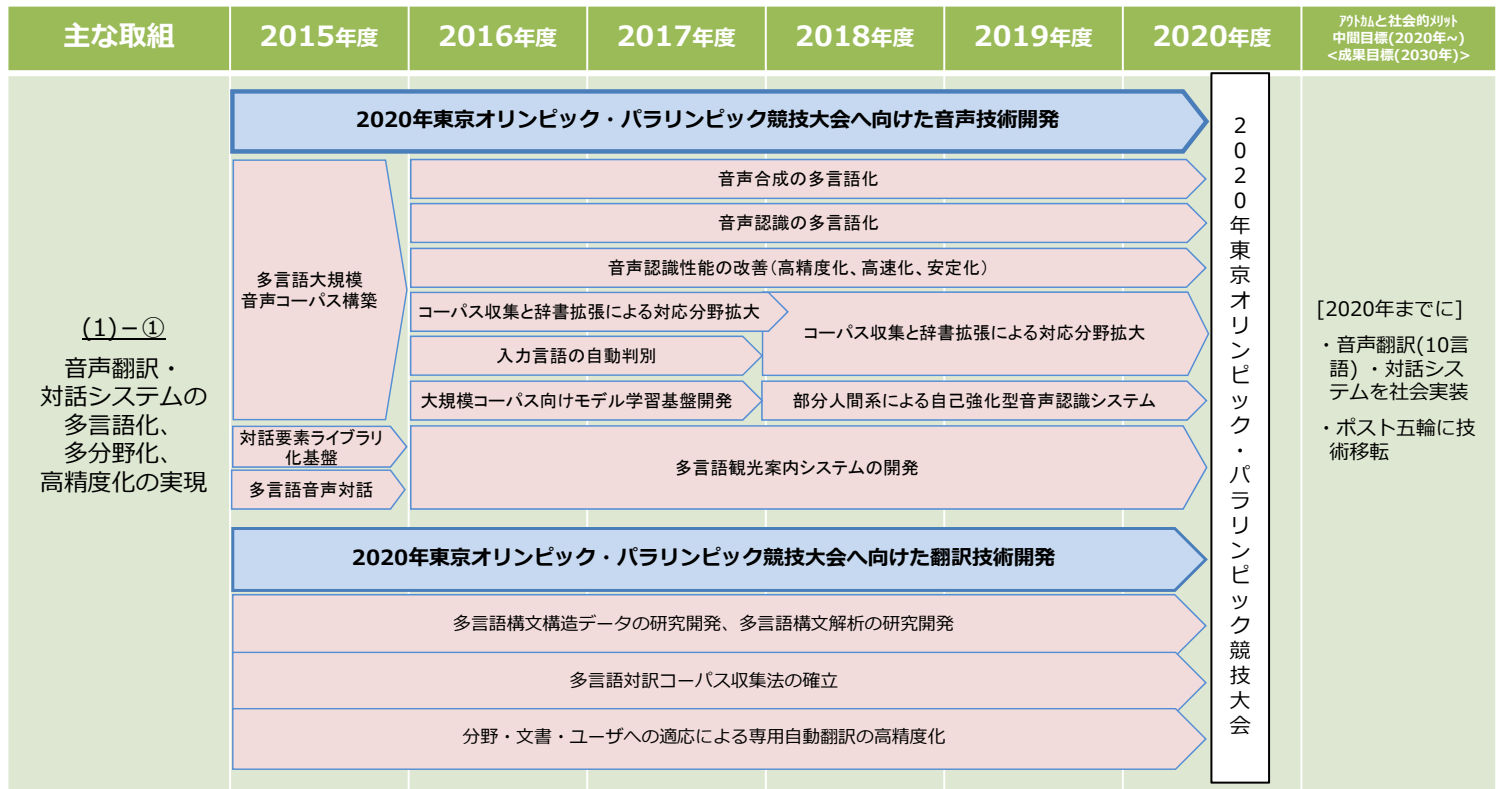 主な取組
2015年度
2016年度
2017年度
2018年度
2019年度
2020年度
アウトカムと社会的メリット
中間目標(2020年~)
<成果目標(2030年)>
(1)－①
音声翻訳・
対話システムの
多言語化、
多分野化、
高精度化の実現
2020年東京オリンピック・パラリンピック競技大会へ向けた音声技術開発
多言語大規模
音声コーパス構築
音声合成の多言語化
音声認識の多言語化
音声認識性能の改善（高精度化、高速化、安定化）
コーパス収集と辞書拡張による対応分野拡大
コーパス収集と辞書拡張による対応分野拡大
入力言語の自動判別
大規模コーパス向けモデル学習基盤開発
部分人間系による自己強化型音声認識システム
対話要素ライブラリ
化基盤
多言語音声対話
多言語観光案内システムの開発
2020年東京オリンピック・パラリンピック競技大会へ向けた翻訳技術開発
多言語構文構造データの研究開発、多言語構文解析の研究開発
多言語対訳コーパス収集法の確立
分野・文書・ユーザへの適応による専用自動翻訳の高精度化
2020年東京オリンピック・パラリンピック競技大会
[2020年までに]
・音声翻訳(10言
語) ・対話シス
テムを社会実装
・ポスト五輪に技
術移転